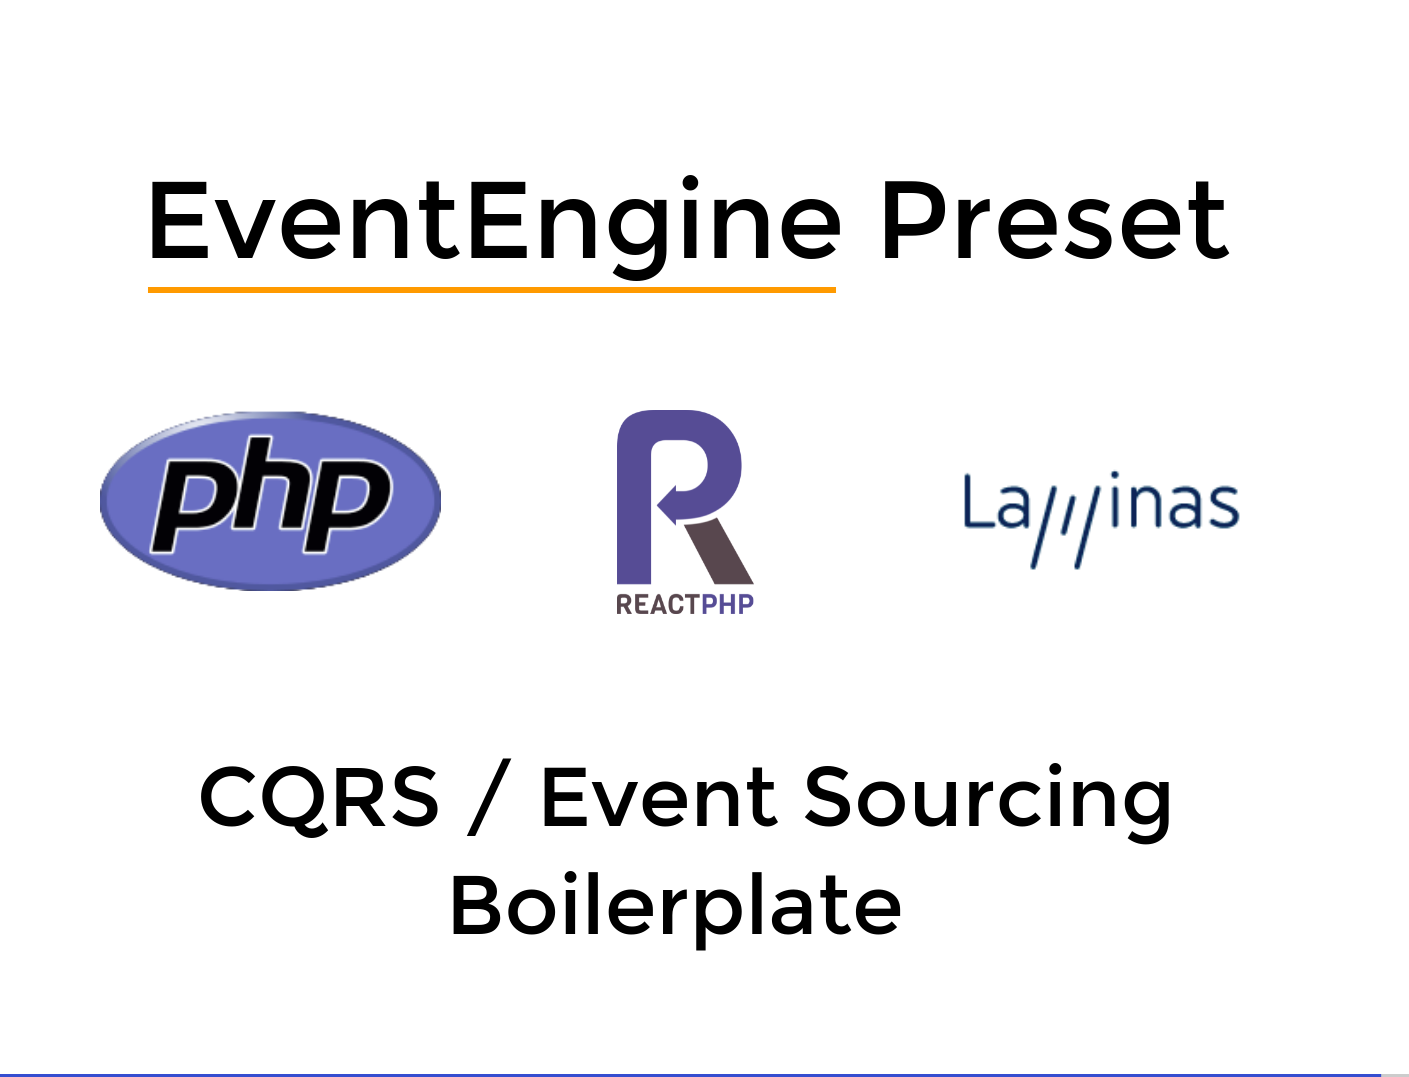 EventEngine Preset
php
REACTPHP
Laminas
CQRS / Event Sourcing
Boilerplate